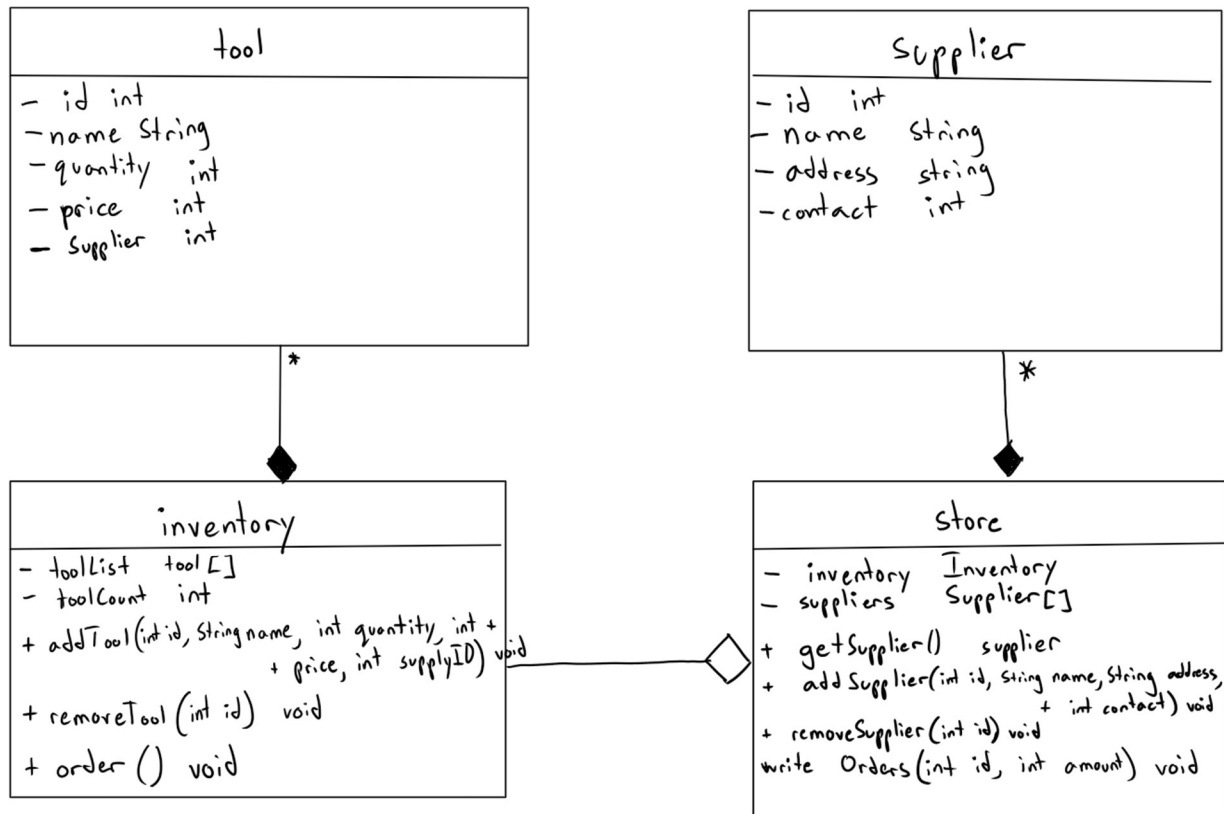 tool
- id int
- name String
- quantity int
- price int
- Supplier int
*
Supplier
- id int
- name String
- address string
- contact int
*
inventory
- toolList tool []
- toolCount int
+ addTool (int id, String name, int quantity, int +
+ price, int supplyID) void
+ removeTool (int id) void
+ order () void
store
- inventory Inventory
- suppliers Supplier []
+ getSupplier() supplier
+ addSupplier (int id, String name, String address,
+ int contact) void
+ removeSupplier (int id) void
write Orders (int id, int amount) void